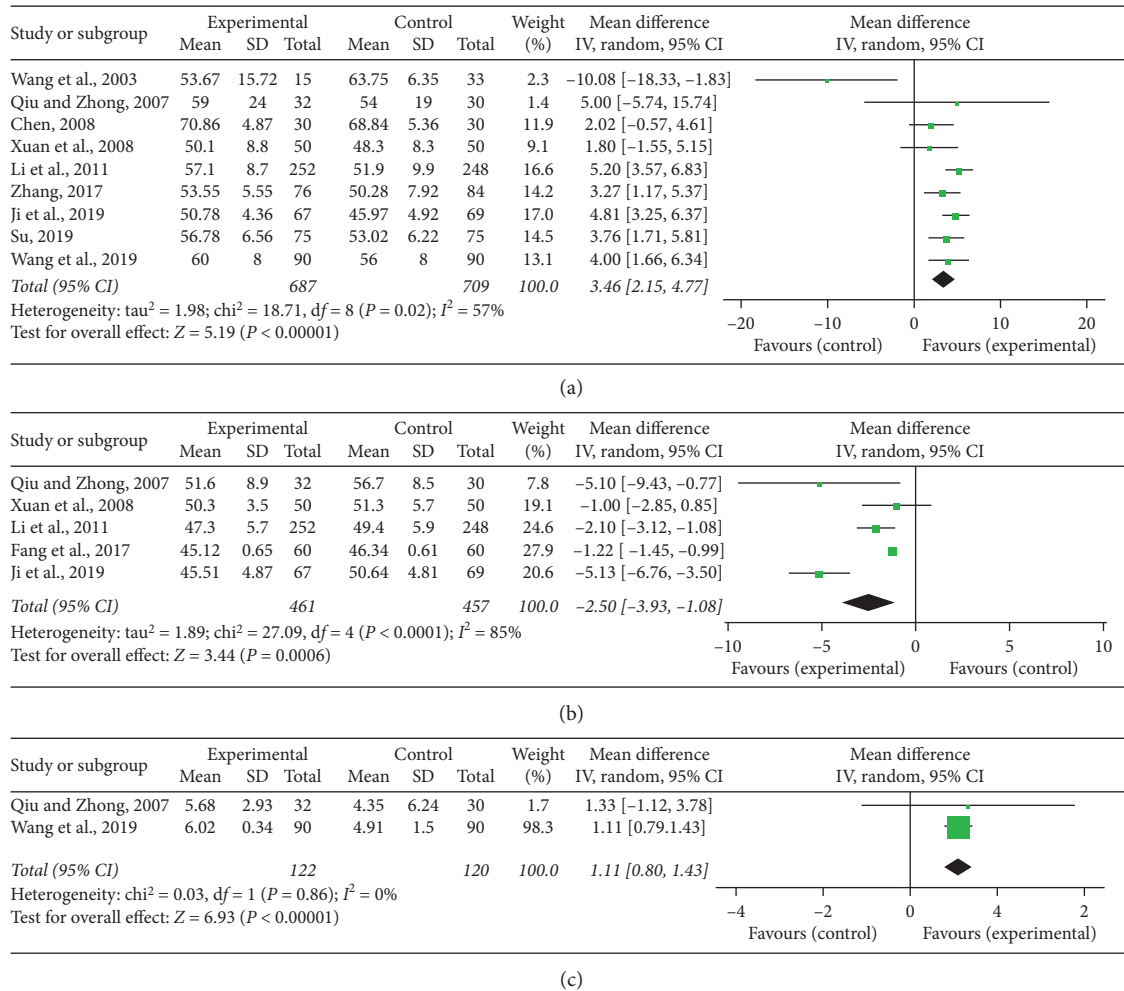 Study or subgroup Experimental Control Weight Mean difference Mean difference
Mean SD Total Mean SD Total (%) IV, random, 95% CI IV, random, 95% CI
Wang et al., 2003 53.67 15.72 15 63.75 6.35 33 2.3 −10.08 [−18.33, −1.83]
Qiu and Zhong, 2007 59 24 32 54 19 30 1.4 5.00 [−5.74, 15.74]
Chen, 2008 70.86 4.87 30 68.84 5.36 30 11.9 2.02 [−0.57, 4.61]
Xuan et al., 2008 50.1 8.8 50 48.3 8.3 50 9.1 1.80 [−1.55, 5.15]
Li et al., 2011 57.1 8.7 252 51.9 9.9 248 16.6 5.20 [3.57, 6.83]
Zhang, 2017 53.55 5.55 76 50.28 7.92 84 14.2 3.27 [1.17, 5.37]
Ji et al., 2019 50.78 4.36 67 45.97 4.92 69 17.0 4.81 [3.25, 6.37]
Su, 2019 56.78 6.56 75 53.02 6.22 75 14.5 3.76 [1.71, 5.81]
Wang et al., 2019 60 8 90 56 8 90 13.1 4.00 [1.66, 6.34]
Total (95% CI) 687 709 100.0 3.46 [2.15, 4.77]
Heterogeneity: tau² = 1.98; chi² = 18.71, df = 8 (P = 0.02); I² = 57%
Test for overall effect: Z = 5.19 (P < 0.00001)
−20 −10 0 10 20
Favours (control) Favours (experimental)
(a)
Study or subgroup Experimental Control Weight Mean difference Mean difference
Mean SD Total Mean SD Total (%) IV, random, 95% CI IV, random, 95% CI
Qiu and Zhong, 2007 51.6 8.9 32 56.7 8.5 30 7.8 −5.10 [−9.43, −0.77]
Xuan et al., 2008 50.3 3.5 50 51.3 5.7 50 19.1 −1.00 [−2.85, 0.85]
Li et al., 2011 47.3 5.7 252 49.4 5.9 248 24.6 −2.10 [−3.12, −1.08]
Fang et al., 2017 45.12 0.65 60 46.34 0.61 60 27.9 −1.22 [ −1.45, −0.99]
Ji et al., 2019 45.51 4.87 67 50.64 4.81 69 20.6 −5.13 [−6.76, −3.50]
Total (95% CI) 461 457 100.0 −2.50 [−3.93, −1.08]
Heterogeneity: tau² = 1.89; chi² = 27.09, df = 4 (P < 0.0001); I² = 85%
Test for overall effect: Z = 3.44 (P = 0.0006)
−10 −5 0 5 10
Favours (experimental) Favours (control)
(b)
Study or subgroup Experimental Control Weight Mean difference Mean difference
Mean SD Total Mean SD Total (%) IV, random, 95% CI IV, random, 95% CI
Qiu and Zhong, 2007 5.68 2.93 32 4.35 6.24 30 1.7 1.33 [−1.12, 3.78]
Wang et al., 2019 6.02 0.34 90 4.91 1.5 90 98.3 1.11 [0.79.1.43]
Total (95% CI) 122 120 100.0 1.11 [0.80, 1.43]
Heterogeneity: chi² = 0.03, df = 1 (P = 0.86); I² = 0%
Test for overall effect: Z = 6.93 (P < 0.00001)
−4 −2 0 4 2
Favours (control) Favours (experimental)
(c)